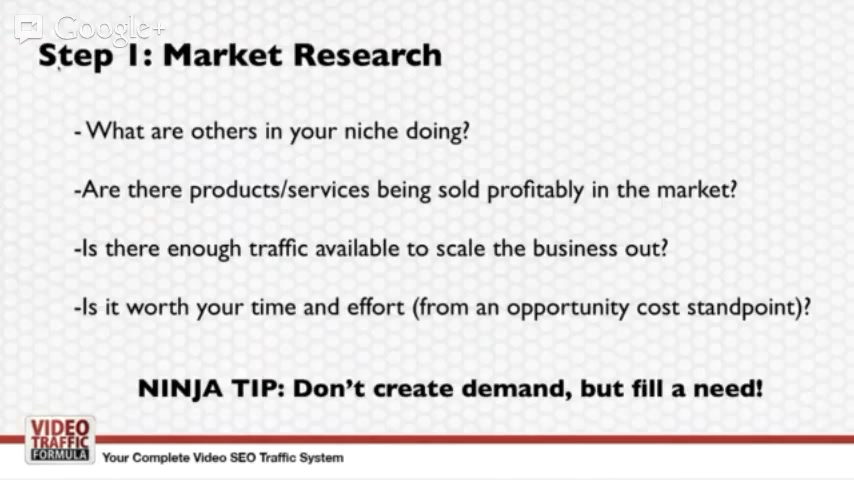 Google+
Step 1: Market Research
- What are others in your niche doing?
-Are there products/services being sold profitably in the market?
-Is there enough traffic available to scale the business out?
-Is it worth your time and effort (from an opportunity cost standpoint)?
NINJA TIP: Don't create demand, but fill a need!
VIDEO
TRAFFIC
FORMULA
Your Complete Video SEO Traffic System